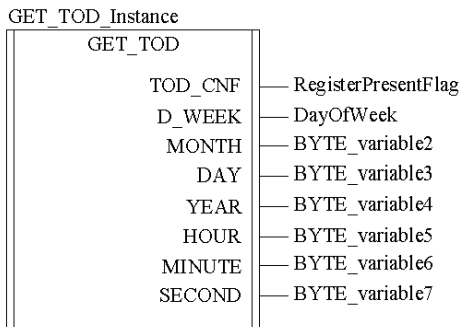 GET_TOD_Instance
GET_TOD
TOD_CNF RegisterPresentFlag
D_WEEK DayOfWeek
MONTH BYTE_variable2
DAY BYTE_variable3
YEAR BYTE_variable4
HOUR BYTE_variable5
MINUTE BYTE_variable6
SECOND BYTE_variable7